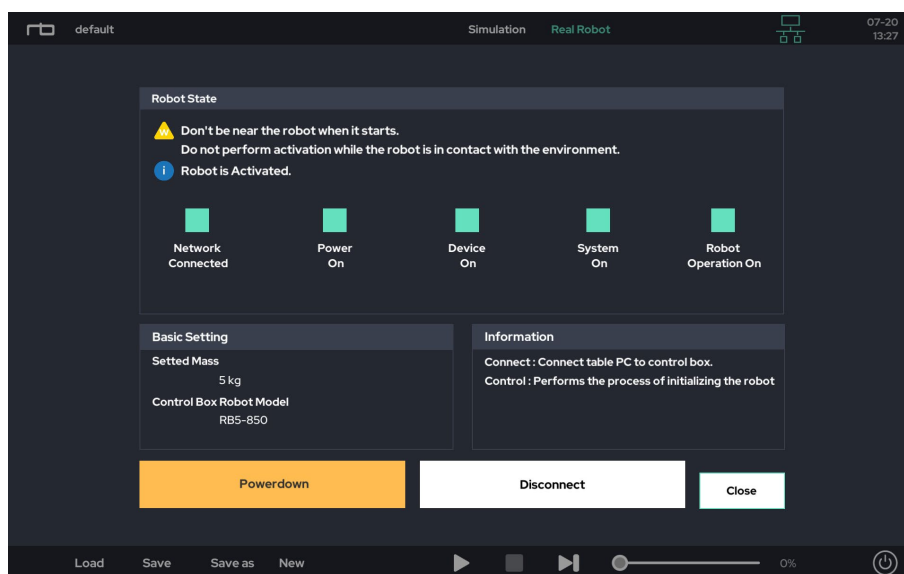 rb default Simulation Real Robot 07-20
13:27
Robot State
W Don't be near the robot when it starts.
Do not perform activation while the robot is in contact with the environment.
i Robot is Activated.
Network Power Device System Robot
Connected On On On Operation On
Basic Setting
Setted Mass
5 kg
Control Box Robot Model
RB5-850
Information
Connect : Connect table PC to control box.
Control : Performs the process of initializing the robot
Powerdown Disconnect Close
Load Save Save as New 0%